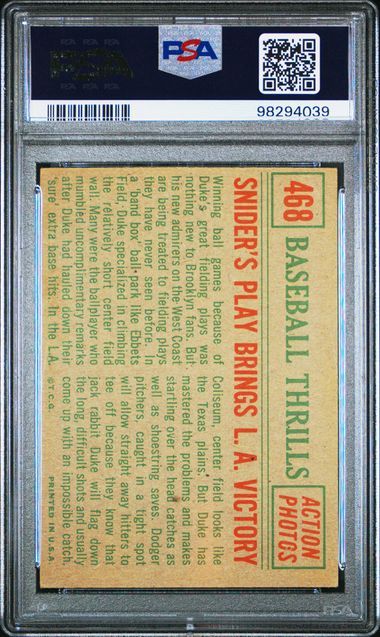 PSA
PSA
98294039
468 BASEBALL THRILLS ACTION PHOTOS
SNIDER'S PLAY BRINGS L.A. VICTORY
Winning ball games because of
Duke's great fielding plays was
nothing new to Brooklyn fans. But
his new admirers on the West Coast
are being treated to fielding plays
they have never seen before. In
a 'band box' ball-park like Ebbets
Field, Duke specialized in climbing
the relatively short center field
wall. Many were the ballplayer who
mumbled uncomplimentary remarks
after Duke had hauled down their
'sure' extra base hits. In the L.A.
Coliseum, center field looks like
'the Texas plains.' But Duke has
mastered the problems and makes
startling over the head catches as
well as shoestring saves. Dodger
pitchers, caught in a tight spot
will allow straight away hitters to
tee off because they know that
jack rabbit Duke will flag down
the long difficult shots and usually
come up with an impossible catch.
©T.C.G. PRINTED IN U.S.A.
PSA